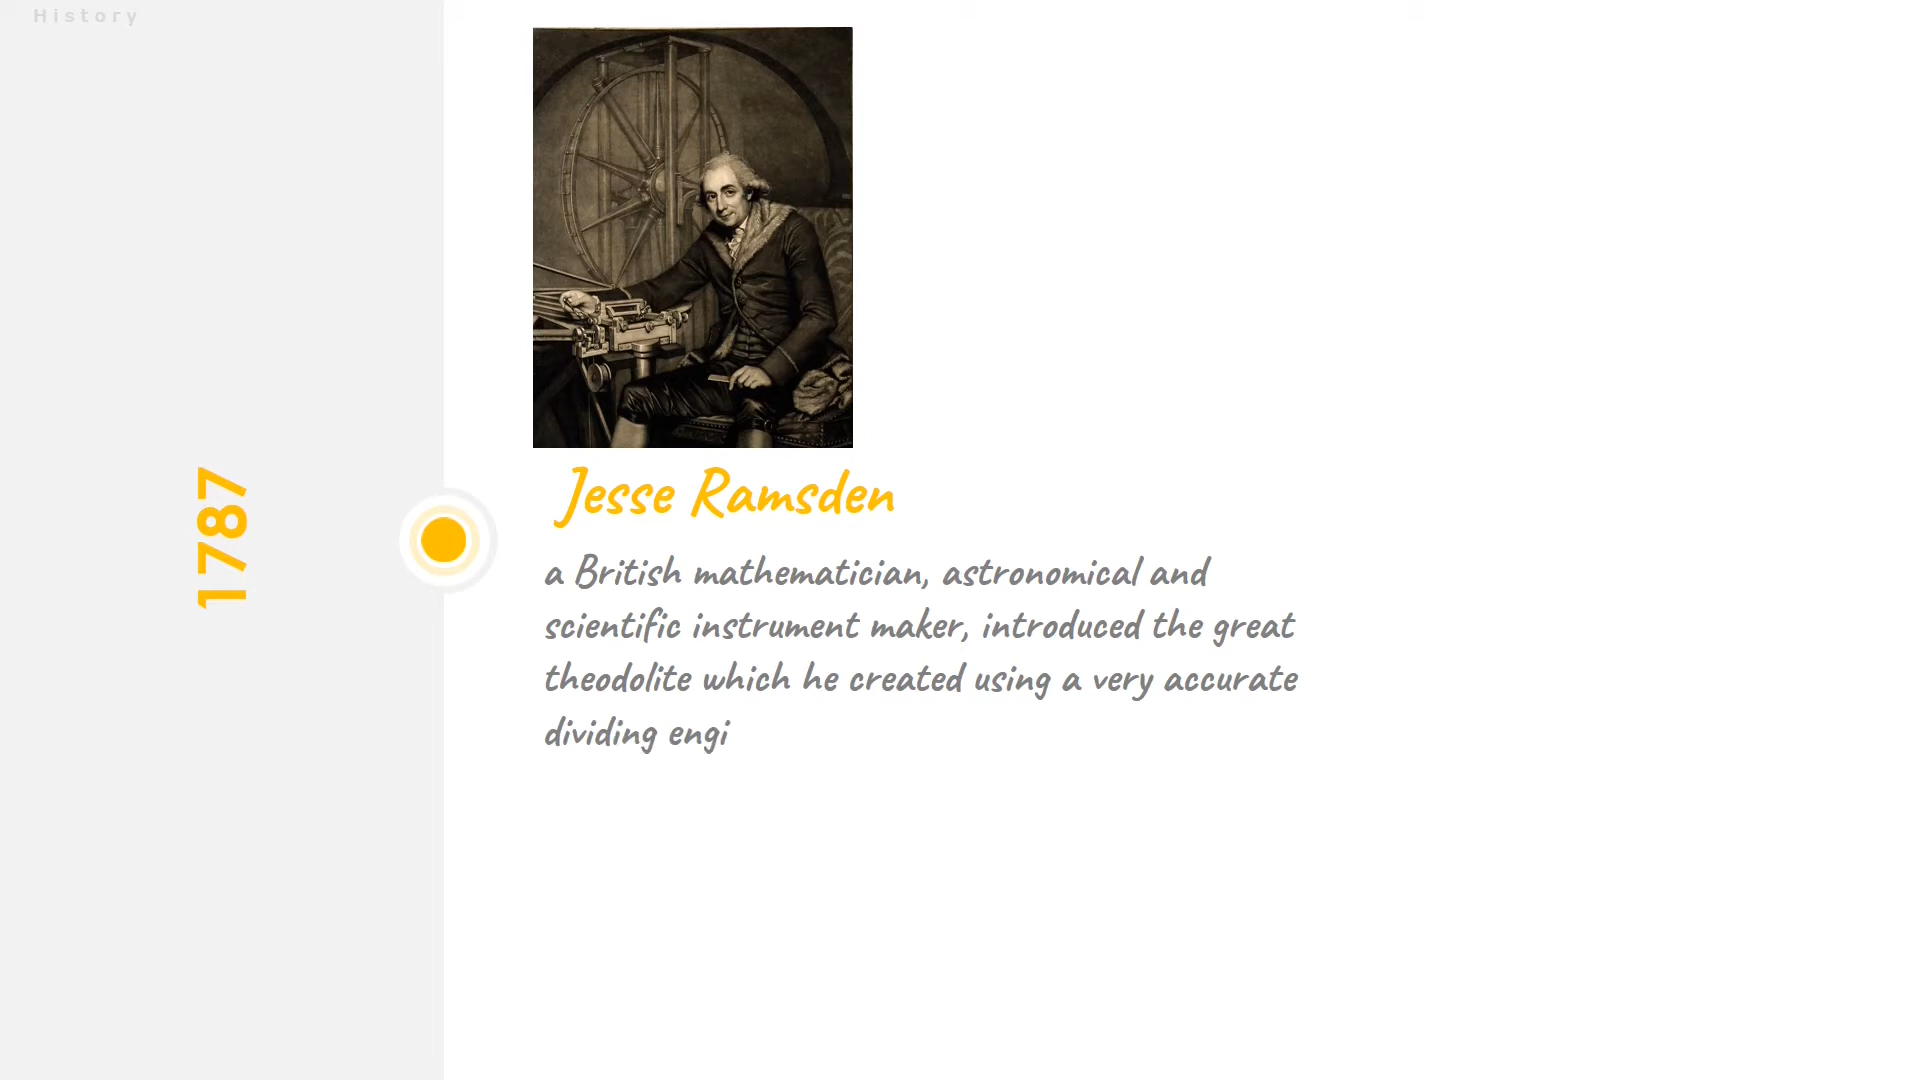 History
1787
Jesse Ramsden
a British mathematician, astronomical and
scientific instrument maker, introduced the great
theodolite which he created using a very accurate
dividing engi